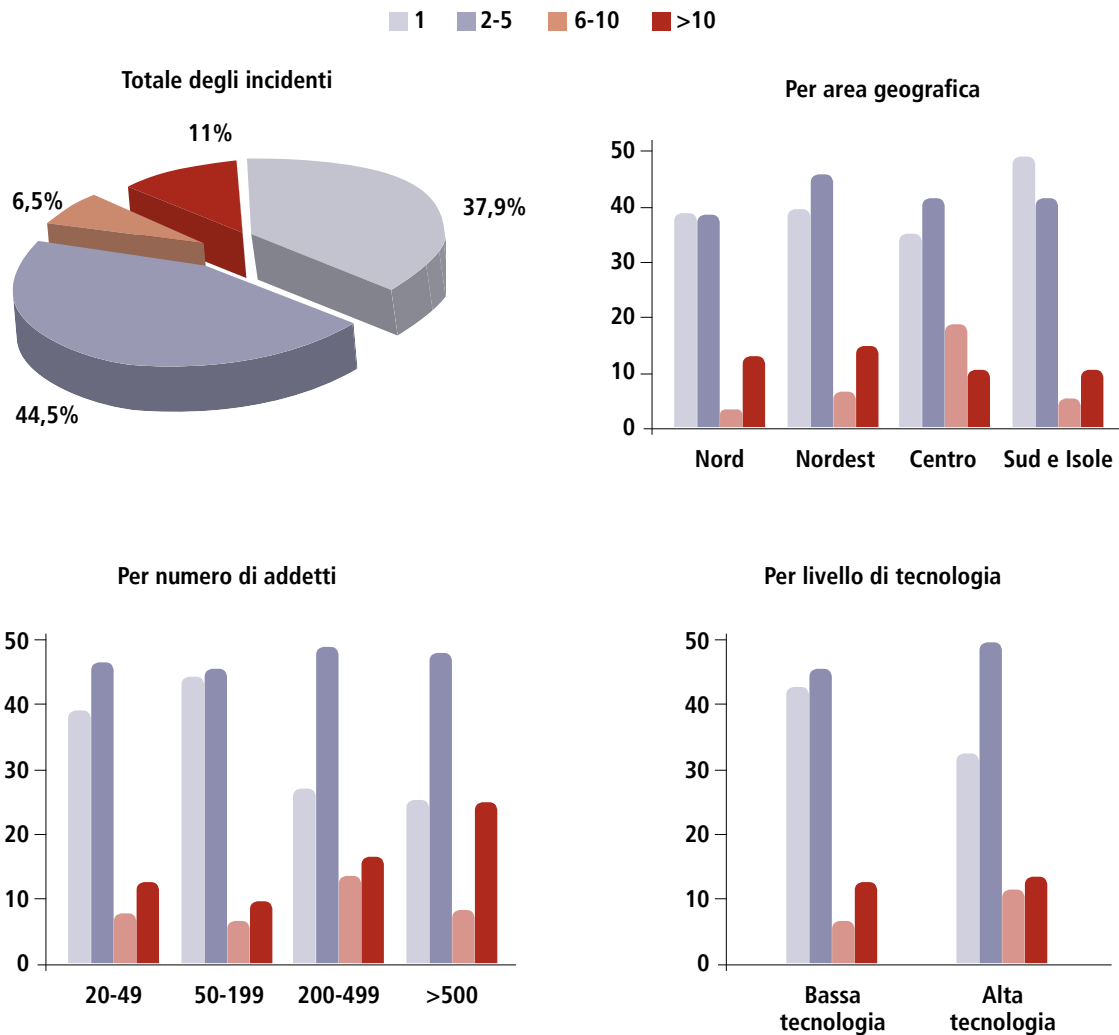 1 2-5 6-10 >10
Totale degli incidenti
11%
6,5%
37,9%
44,5%
Per area geografica
50
40
30
20
10
0
Nord Nordest Centro Sud e Isole
Per numero di addetti
50
40
30
20
10
0
20-49 50-199 200-499 >500
Per livello di tecnologia
50
40
30
20
10
0
Bassa Alta
tecnologia tecnologia